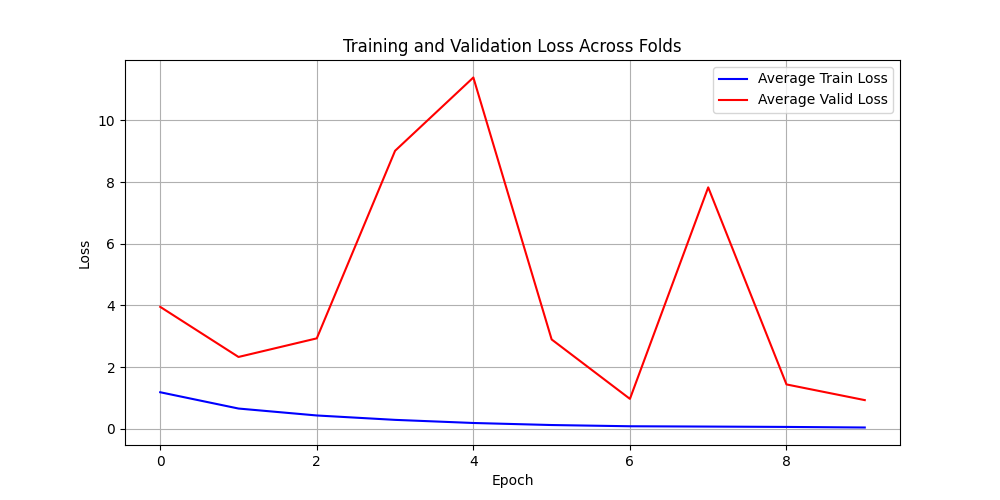 Training and Validation Loss Across Folds
Average Train Loss
Average Valid Loss
10
8
6
4
2
0
Loss
0 2 4 6 8
Epoch